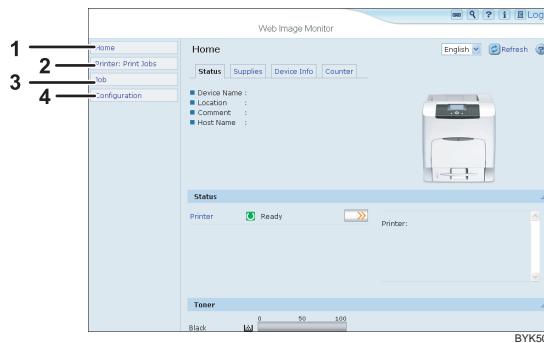 Log
Web Image Monitor
1 Home
2 Printer: Print Jobs
3 Job
4 Configuration
Home
English
Refresh
Status Supplies Device Info Counter
Device Name :
Location :
Comment :
Host Name :
Status
Printer Ready
Printer:
Toner
0 50 100
Black
BYK50